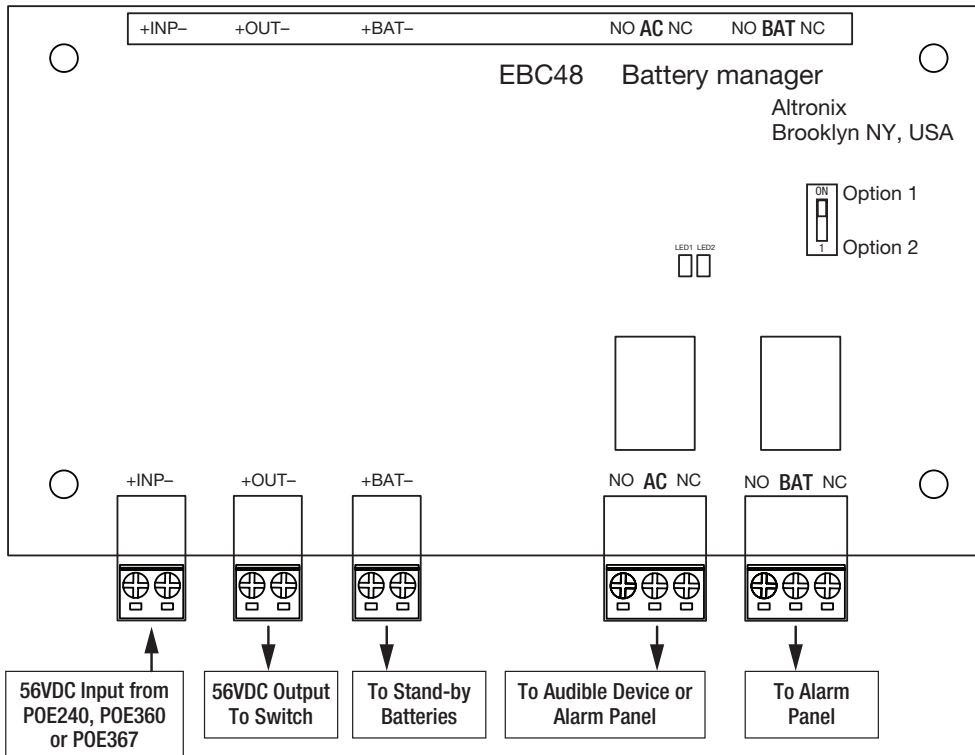 +INP– +OUT– +BAT– NO AC NC NO BAT NC
EBC48 Battery manager
Altronix
Brooklyn NY, USA
ON
Option 1
1
Option 2
LED1 LED2
+INP– +OUT– +BAT– NO AC NC NO BAT NC
56VDC Input from
POE240, POE360
or POE367
56VDC Output
To Switch
To Stand-by
Batteries
To Audible Device or
Alarm Panel
To Alarm
Panel